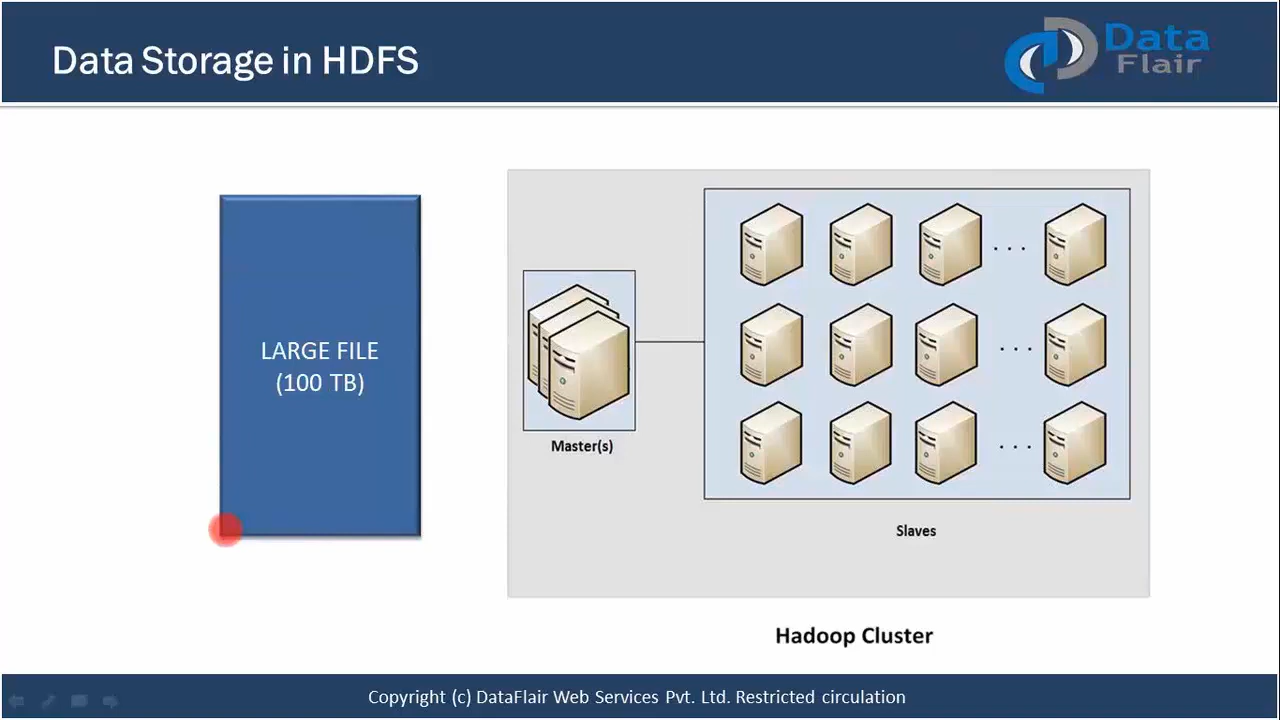 Data Storage in HDFS
Data
Flair
LARGE FILE
(100 TB)
. . .
. . .
Master(s)
. . .
Slaves
Hadoop Cluster
Copyright (c) DataFlair Web Services Pvt. Ltd. Restricted circulation